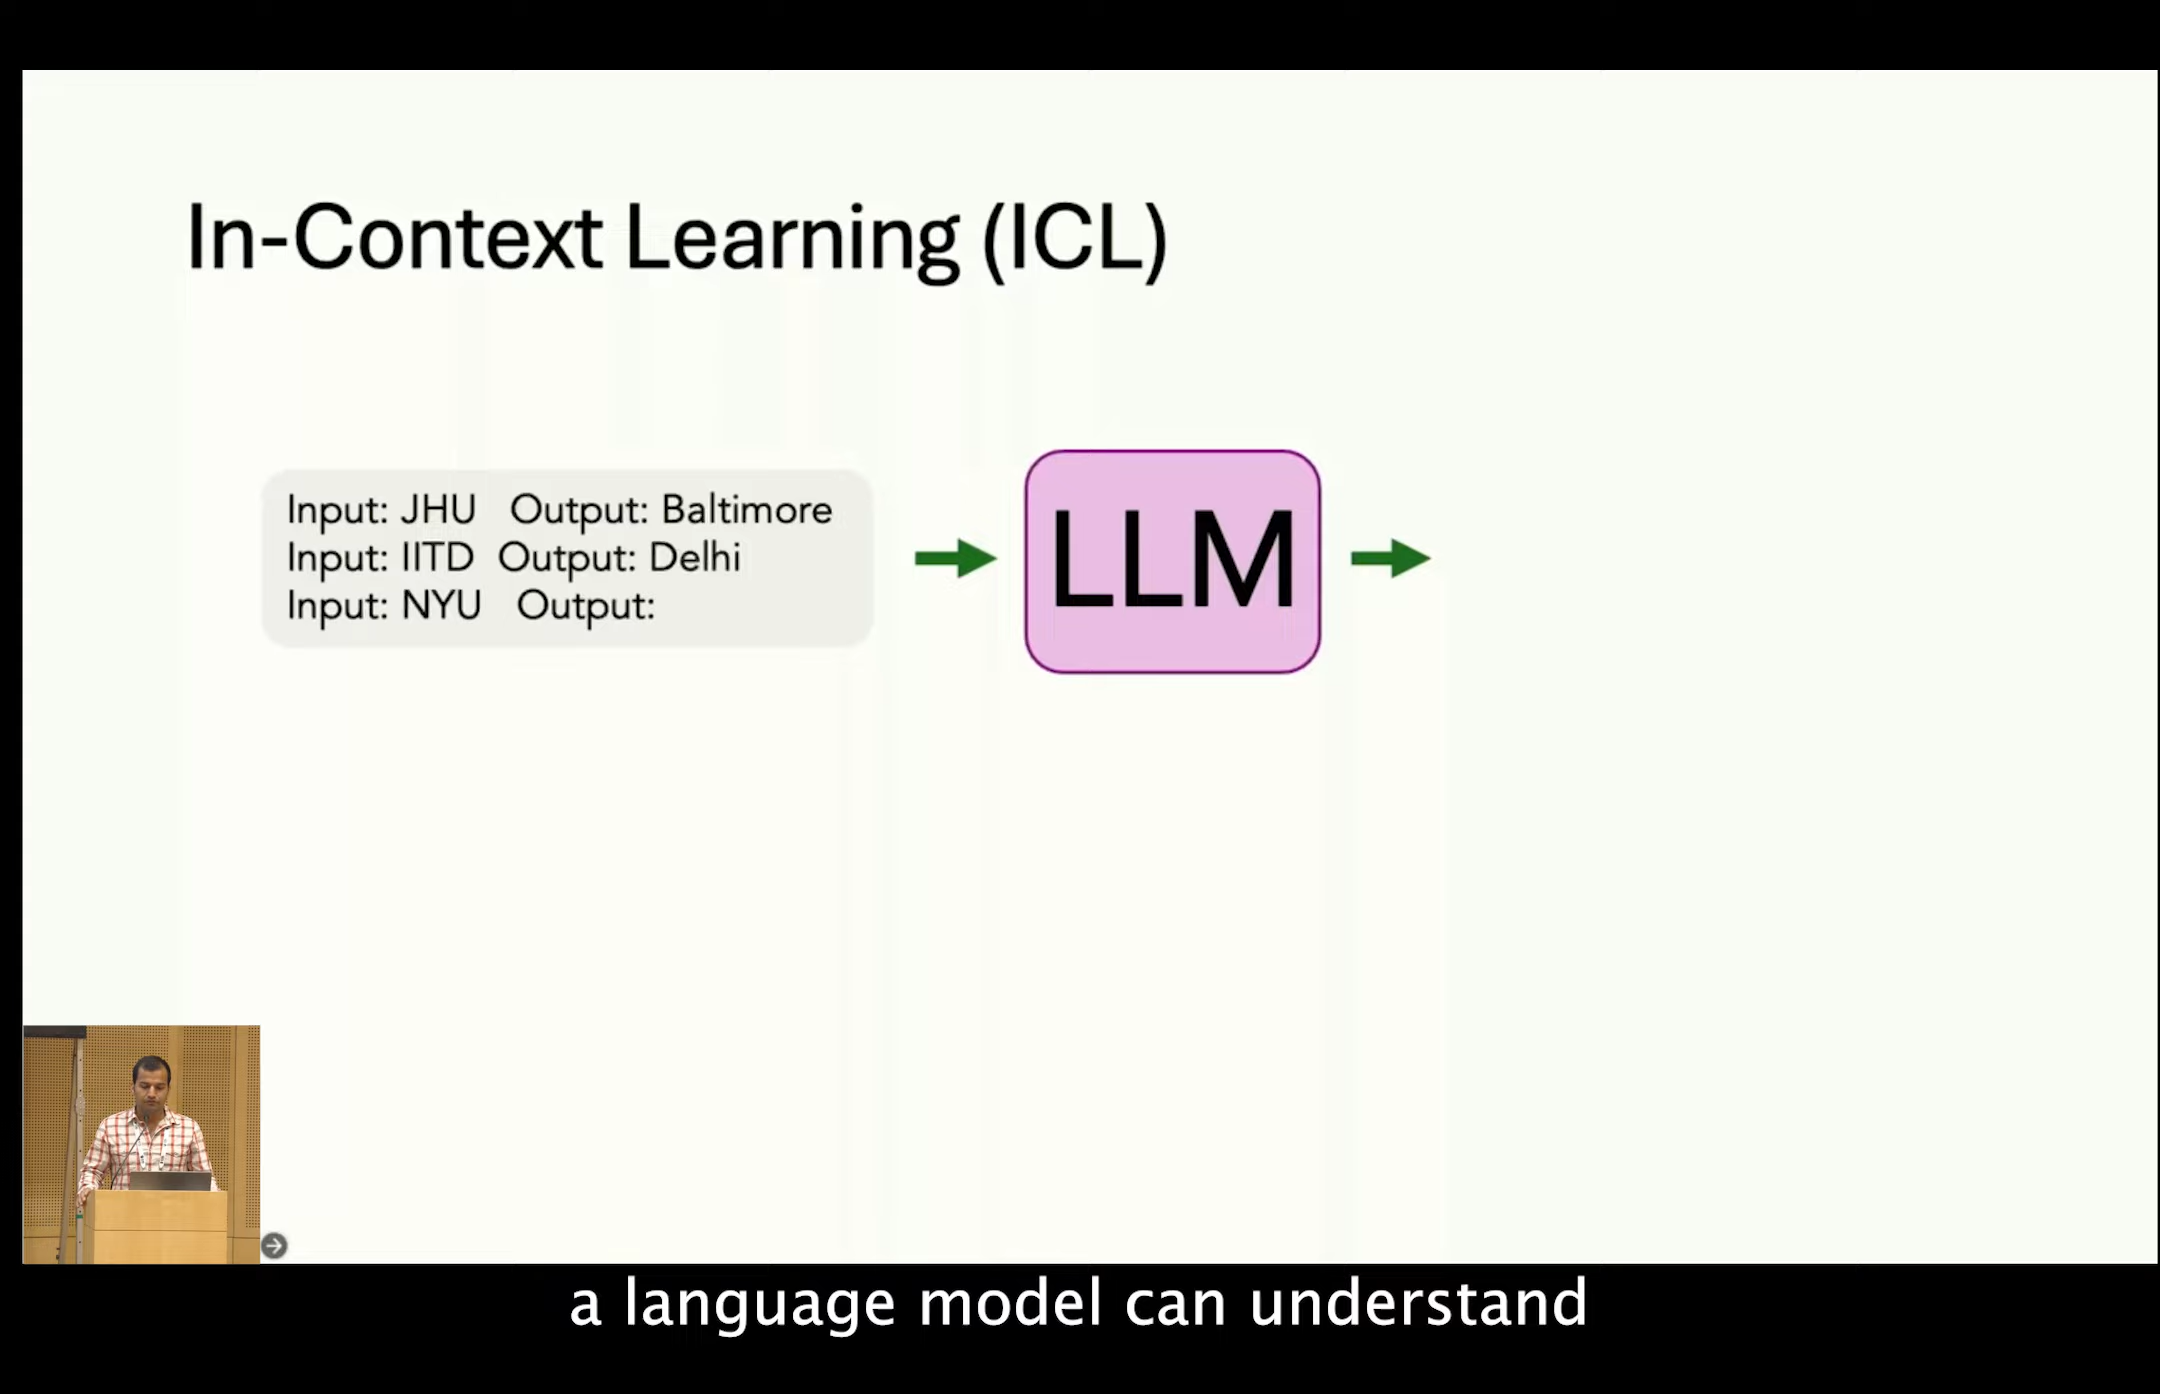 In-Context Learning (ICL)
Input: JHU Output: Baltimore
Input: IITD Output: Delhi
Input: NYU Output:
LLM
a language model can understand